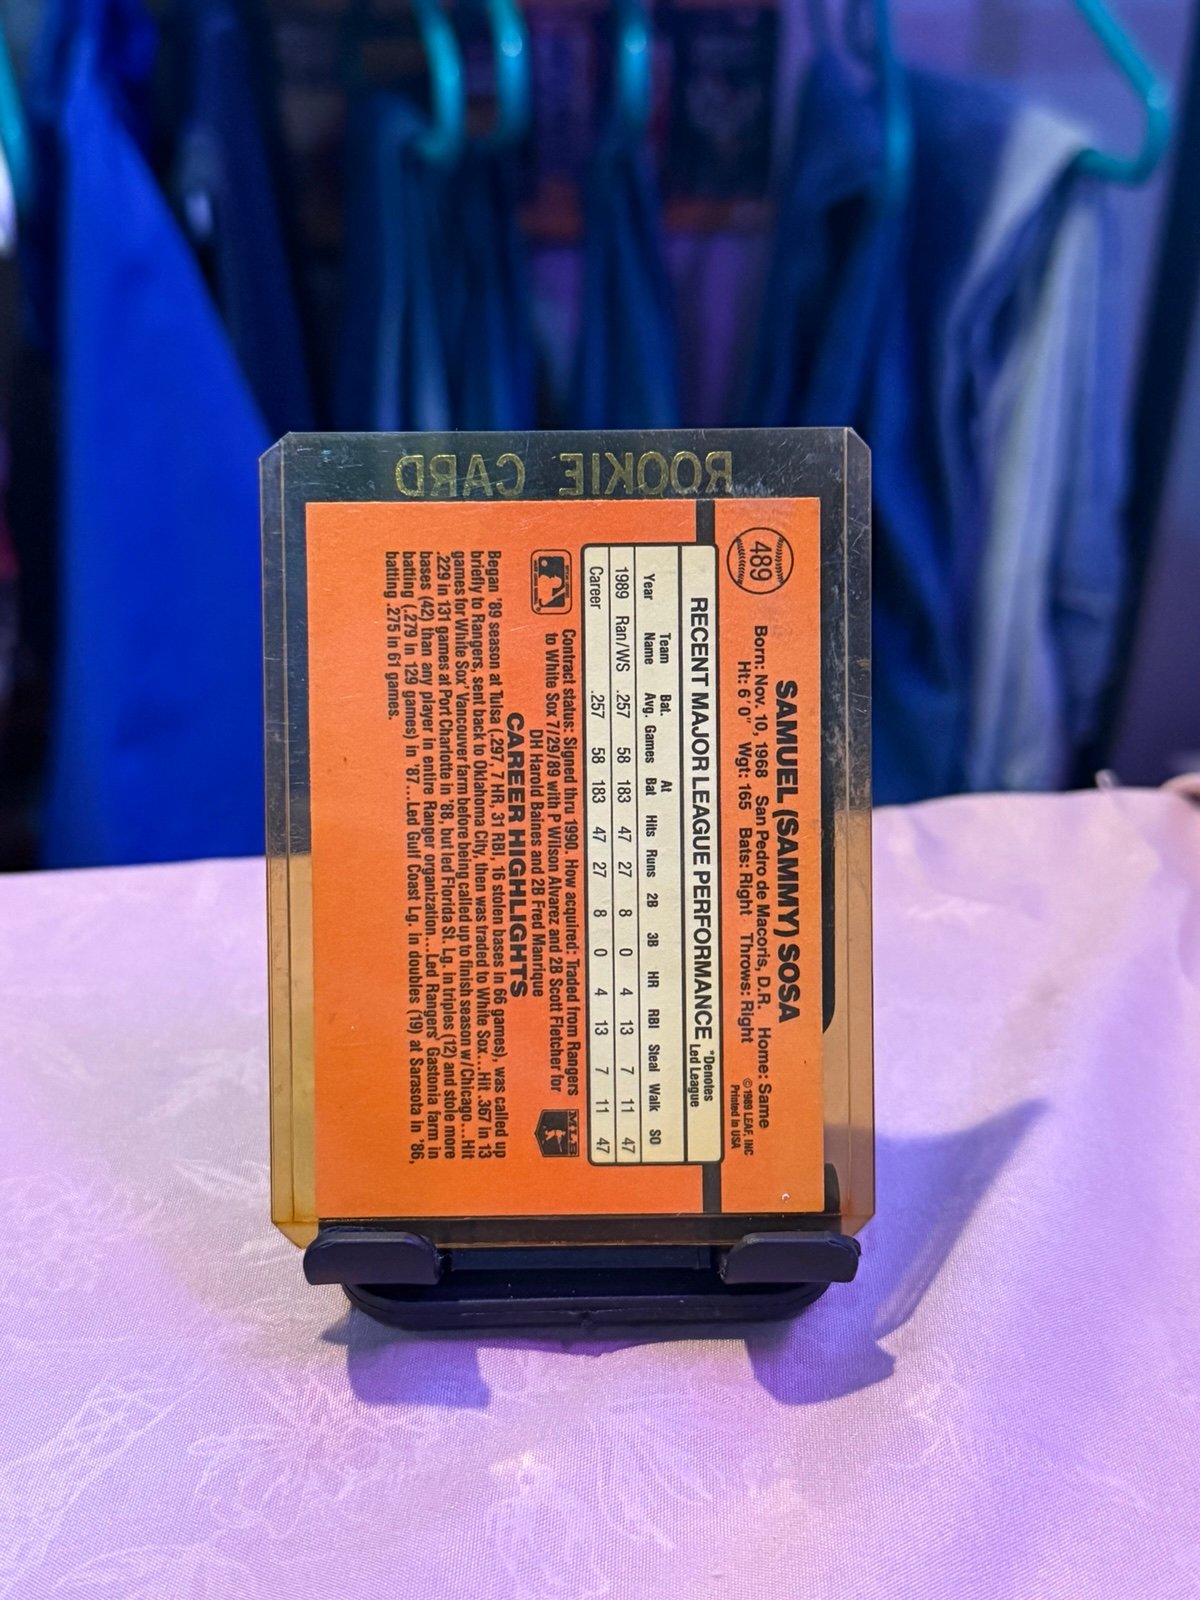 ROOKIE CARD
489
SAMUEL (SAMMY) SOSA
Born: Nov. 10, 1968 San Pedro de Macoris, D.R. Home: Same
Ht: 6'0" Wgt: 165 Bats: Right Throws: Right
©1989 LEAF, INC
Printed in USA
RECENT MAJOR LEAGUE PERFORMANCE
*Denotes
Led League
Year Team Name Bat. Avg. Games At Bat Hits Runs 2B 3B HR RBI Steal Walk SO
1989 Ran/WS .257 58 183 47 27 8 0 4 13 7 11 47
Career .257 58 183 47 27 8 0 4 13 7 11 47
Contract status: Signed thru 1990. How acquired: Traded from Rangers
to White Sox 7/29/89 with P Wilson Alvarez and 2B Scott Fletcher for
DH Harold Baines and 2B Fred Manrique
MLB
CAREER HIGHLIGHTS
Began '89 season at Tulsa (.297, 7 HR, 31 RBI, 16 stolen bases in 66 games), was called up
briefly to Rangers, sent back to Oklahoma City, then was traded to White Sox...Hit .367 in 13
games for White Sox' Vancouver farm before being called up to finish season w/Chicago...Hit
.229 in 131 games at Port Charlotte in '88, but led Florida St. Lg. in triples (12) and stole more
bases (42) than any player in entire Ranger organization...Led Rangers' Gastonia farm in
batting (.279 in 129 games) in '87...Led Gulf Coast Lg. in doubles (19) at Sarasota in '86,
batting .275 in 61 games.